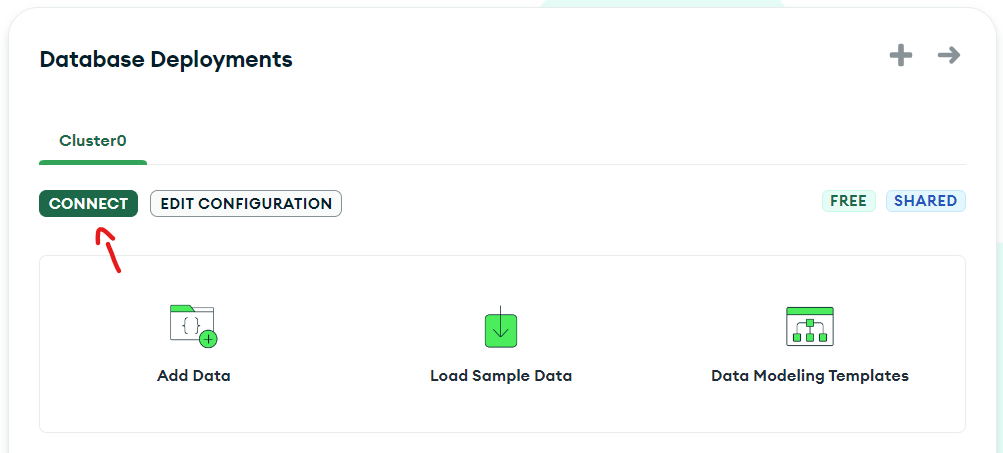 Database Deployments
Cluster0
CONNECT EDIT CONFIGURATION FREE SHARED
Add Data Load Sample Data Data Modeling Templates